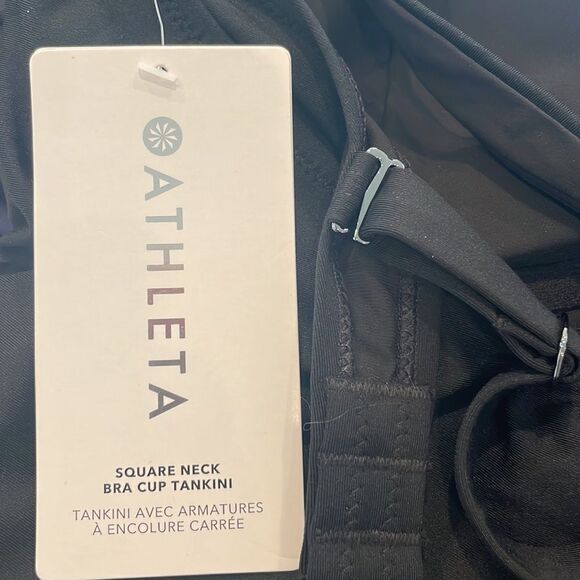 ATHLETA
SQUARE NECK
BRA CUP TANKINI
TANKINI AVEC ARMATURES
À ENCOLURE CARRÉE